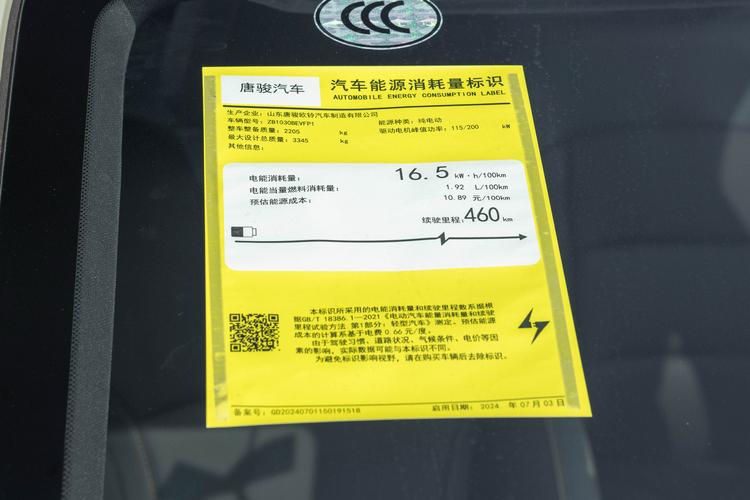 CCC
唐骏汽车
汽车能源消耗量标识
AUTOMOBILE ENERGY CONSUMPTION LABEL
生产企业：山东唐骏欧铃汽车制造有限公司
车辆型号：ZB1030BEVFP1 能源种类：纯电动
整车整备质量：2205 kg 驱动电机峰值功率：115/200 kW
最大设计总质量：3345 kg
其他信息：
电能消耗量：16.5 kW·h/100km
电能当量燃料消耗量：1.92 L/100km
预估能源成本：10.89 元/100km
续驶里程：460 km
本标识所采用的电能消耗量和续驶里程数系根
据GB/T 18386.1—2021《电动汽车能量消耗量和续驶
里程试验方法 第1部分：轻型汽车》测定。预估能源
成本的计算系基于电费 0.66 元/度。
由于驾驶习惯、道路状况、气候条件、电价等因
素的影响，实际数据可能与本标识不同。
为避免标识影响视野，请在购买车辆后去除标识。
备案号：GD20240701150191518 启用日期：2024 年 07 月 03 日